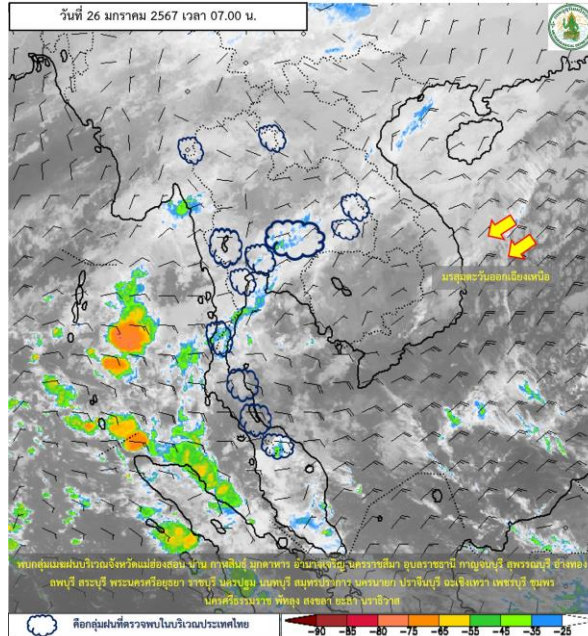 วันที่ 26 มกราคม 2567 เวลา 07.00 น.
มรสุมตะวันออกเฉียงเหนือ
พบกลุ่มเมฆฝนบริเวณจังหวัดแม่ฮ่องสอน น่าน กาฬสินธุ์ มุกดาหาร อำนาจเจริญ นครราชสีมา อุบลราชธานี กาญจนบุรี สุพรรณบุรี อ่างทอง
ลพบุรี สระบุรี พระนครศรีอยุธยา ราชบุรี นครปฐม นนทบุรี สมุทรปราการ นครนายก ปราจีนบุรี ฉะเชิงเทรา เพชรบุรี ชุมพร
นครศรีธรรมราช พัทลุง สงขลา ยะลา นราธิวาส
คือกลุ่มฝนที่ตรวจพบในบริเวณประเทศไทย
-90 -85 -80 -75 -65 -55 -45 -35 -25